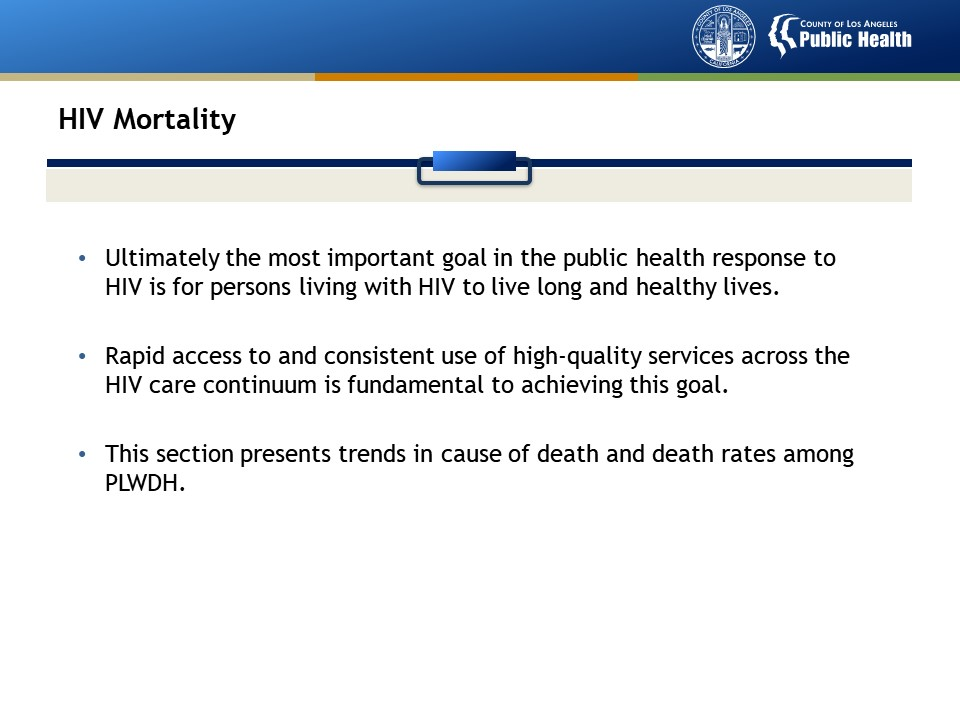 COUNTY OF LOS ANGELES
Public Health
HIV Mortality
• Ultimately the most important goal in the public health response to
HIV is for persons living with HIV to live long and healthy lives.
• Rapid access to and consistent use of high-quality services across the
HIV care continuum is fundamental to achieving this goal.
• This section presents trends in cause of death and death rates among
PLWDH.